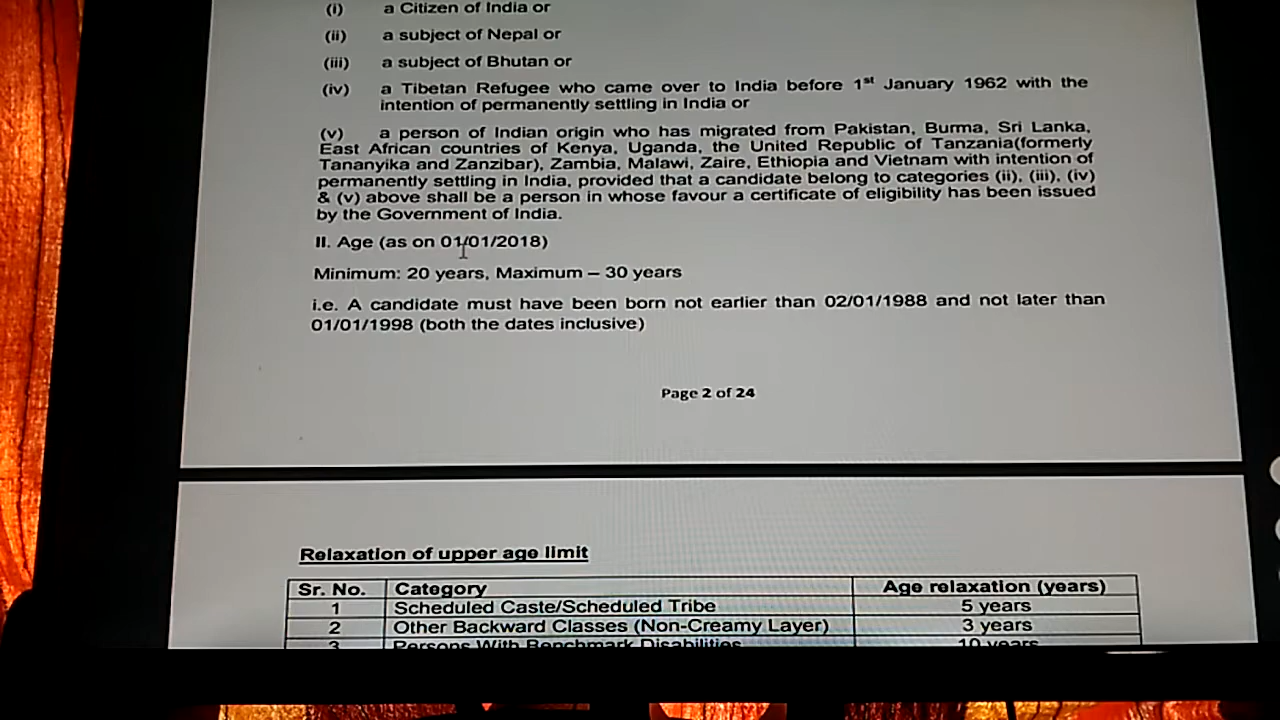 (i) a Citizen of India or
(ii) a subject of Nepal or
(iii) a subject of Bhutan or
(iv) a Tibetan Refugee who came over to India before 1st January 1962 with the
intention of permanently settling in India or
(v) a person of Indian origin who has migrated from Pakistan, Burma, Sri Lanka,
East African countries of Kenya, Uganda, the United Republic of Tanzania(formerly
Tananyika and Zanzibar), Zambia, Malawi, Zaire, Ethiopia and Vietnam with intention of
permanently settling in India, provided that a candidate belong to categories (ii), (iii), (iv)
& (v) above shall be a person in whose favour a certificate of eligibility has been issued
by the Government of India.
II. Age (as on 01/01/2018)
Minimum: 20 years, Maximum – 30 years
i.e. A candidate must have been born not earlier than 02/01/1988 and not later than
01/01/1998 (both the dates inclusive)
Page 2 of 24
Relaxation of upper age limit
Sr. No. Category Age relaxation (years)
1 Scheduled Caste/Scheduled Tribe 5 years
2 Other Backward Classes (Non-Creamy Layer) 3 years
3 Persons With Benchmark Disabilities 10 years